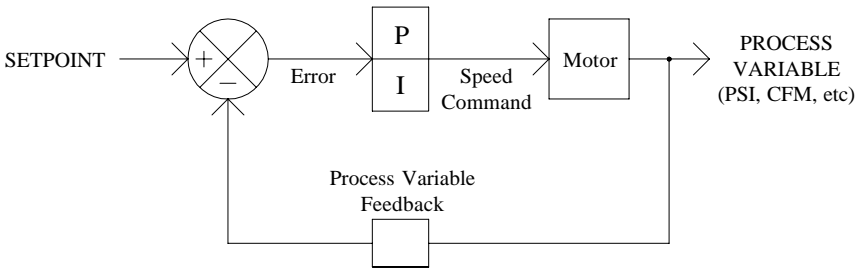 SETPOINT
+
−
Error
P
I
Speed
Command
Motor
PROCESS
VARIABLE
(PSI, CFM, etc)
Process Variable
Feedback